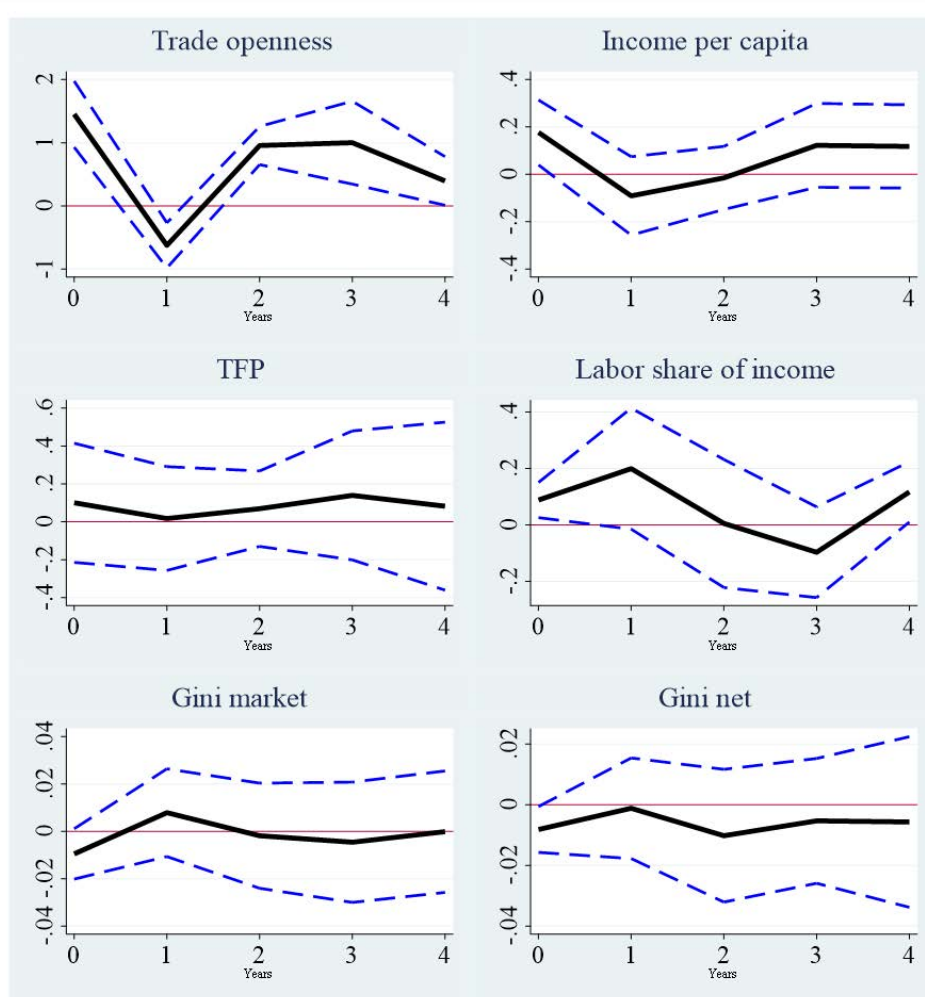 Trade openness
2
1
0
-1
0 1 2 3 4
Years
Income per capita
.4
.2
0
-.2
-.4
0 1 2 3 4
Years
TFP
.6
.4
.2
0
-.2
-.4
0 1 2 3 4
Years
Labor share of income
.4
.2
0
-.2
0 1 2 3 4
Years
Gini market
.04
.02
0
-.02
-.04
0 1 2 3 4
Years
Gini net
.02
0
-.02
-.04
0 1 2 3 4
Years